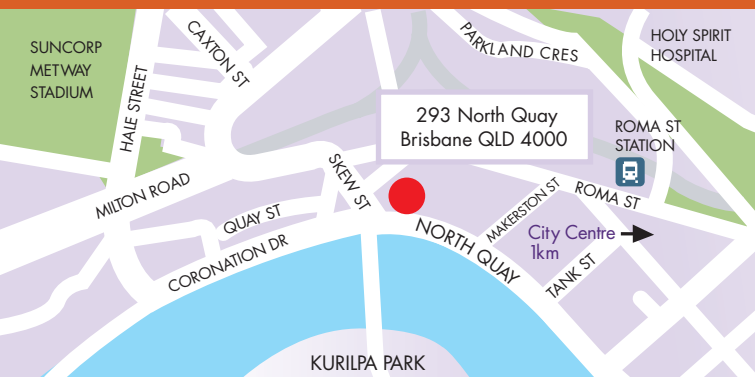 SUNCORP
METWAY
STADIUM
CAXTON ST
PARKLAND CRES
HOLY SPIRIT
HOSPITAL
HALE STREET
293 North Quay
Brisbane QLD 4000
ROMA ST
STATION
MILTON ROAD
SKEW ST
ROMA ST
MAKERSTON ST
QUAY ST
City Centre
1km
NORTH QUAY
CORONATION DR
TANK ST
KURILPA PARK